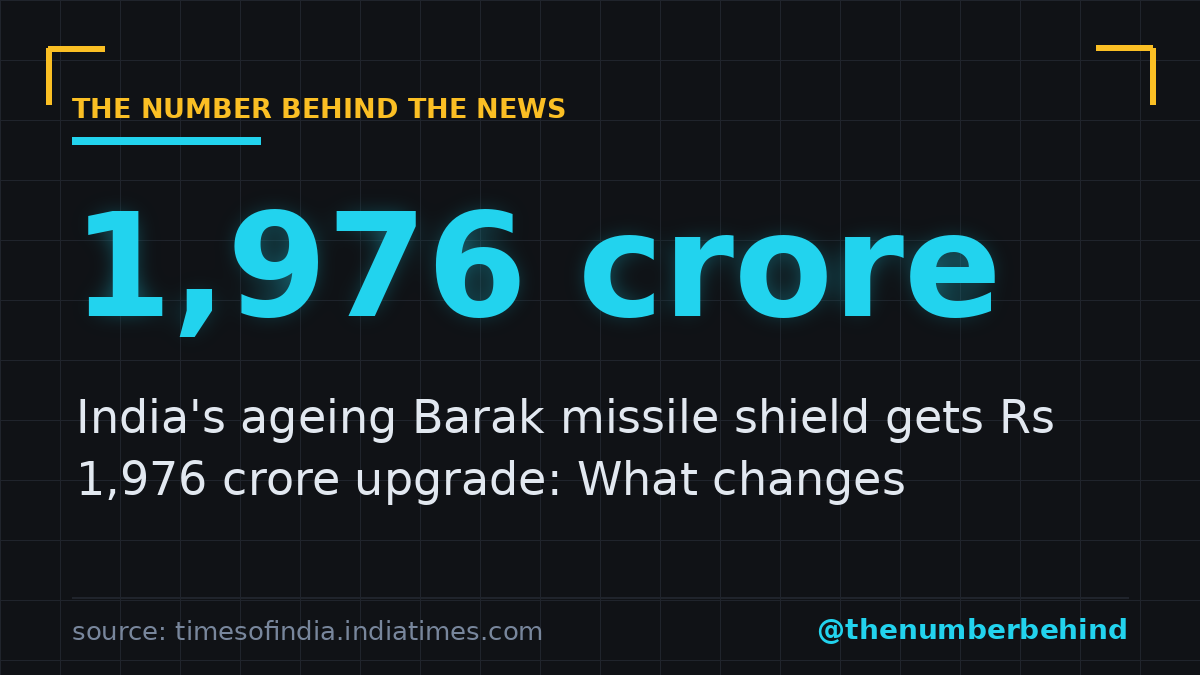 THE NUMBER BEHIND THE NEWS
1,976 crore
India's ageing Barak missile shield gets Rs
1,976 crore upgrade: What changes
source: timesofindia.indiatimes.com
@thenumberbehind